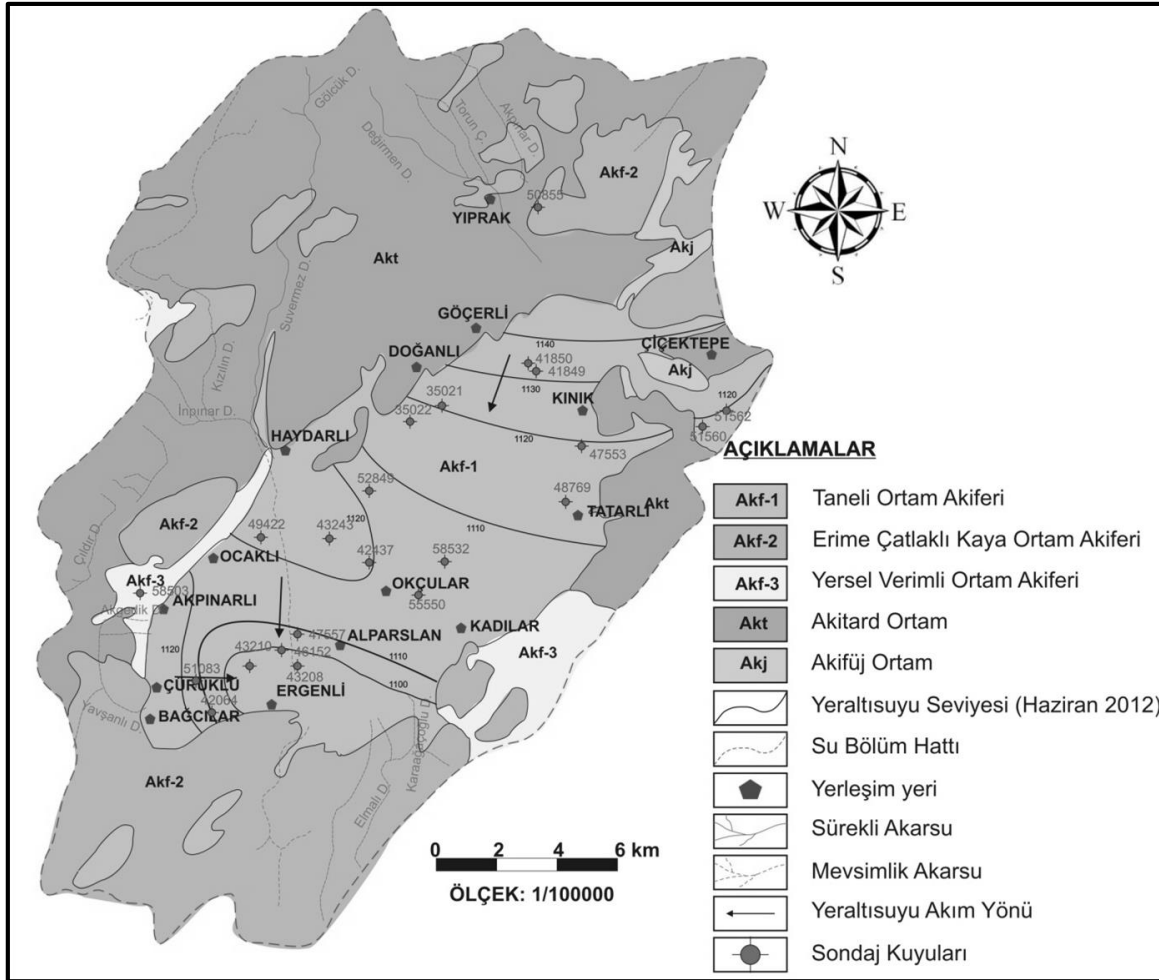 Gölcük D.
Torun Ç.
Akpınar D.
Değirmen D.
Akf-2
50855
YIPRAK
N
W
E
S
Akt
Akj
Suvermez D.
GÖÇERLİ
1140
ÇİÇEKTEPE
DOĞANLI
41850
41849
Akj
Kızılın D.
1130
35021
KINIK
1120
İnpınar D.
35022
51562
1120
51560
HAYDARLI
47553
Akf-1
52849
48769
Akt
TATARLI
Akf-2
1120
1110
49422
43243
Çıldır D.
OCAKLI
42437
58532
Akf-3
58503
OKÇULAR
55550
AKPINARLI
Akgedik D.
KADILAR
47557
ALPARSLAN
Akf-3
1120
43210
46152
1110
51083
43208
1100
ÇÜRÜKLÜ
42064
ERGENLİ
Yavşanlı D.
BAĞCILAR
Karaağaçoğlu D.
Akf-2
Elmalı D.
0 2 4 6 km
ÖLÇEK: 1/100000
AÇIKLAMALAR
Akf-1 Taneli Ortam Akiferi
Akf-2 Erime Çatlaklı Kaya Ortam Akiferi
Akf-3 Yersel Verimli Ortam Akiferi
Akt Akitard Ortam
Akj Akifüj Ortam
Yeraltısuyu Seviyesi (Haziran 2012)
Su Bölüm Hattı
Yerleşim yeri
Sürekli Akarsu
Mevsimlik Akarsu
Yeraltısuyu Akım Yönü
Sondaj Kuyuları